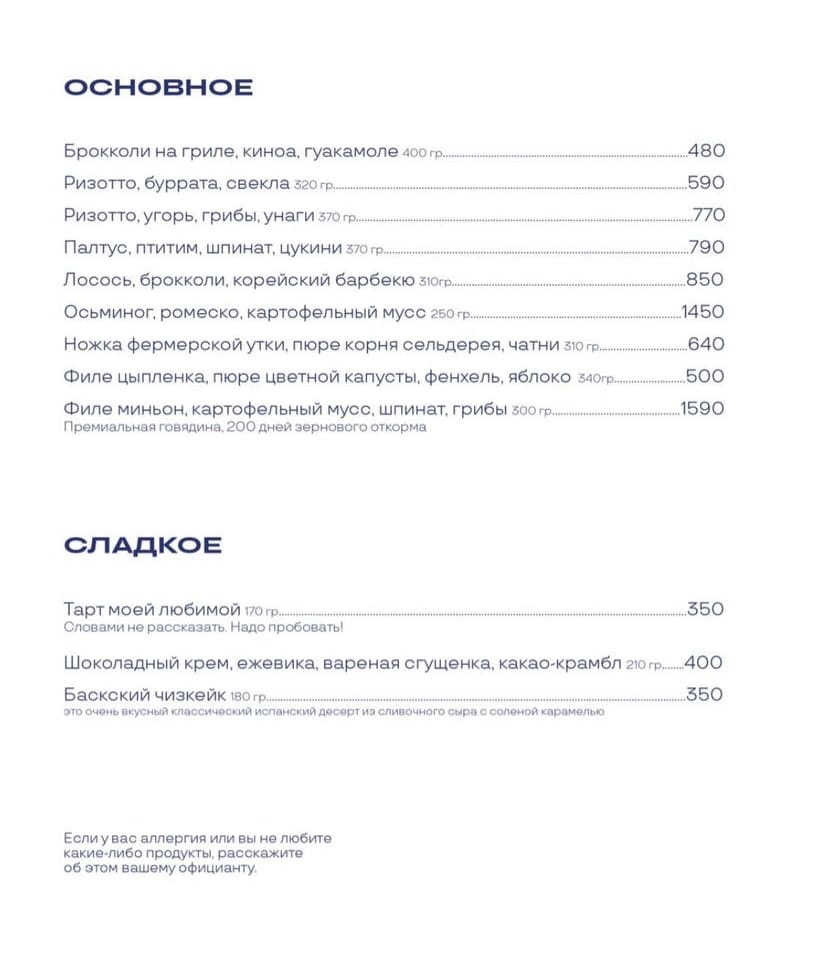 ОСНОВНОЕ
Брокколи на гриле, киноа, гуакамоле 400 гр.......480
Ризотто, буррата, свекла 320 гр.......590
Ризотто, угорь, грибы, унаги 370 гр.......770
Палтус, птитим, шпинат, цукини 370 гр.......790
Лосось, брокколи, корейский барбекю 310гр.......850
Осьминог, ромеско, картофельный мусс 250 гр.......1450
Ножка фермерской утки, пюре корня сельдерея, чатни 310 гр.......640
Филе цыпленка, пюре цветной капусты, фенхель, яблоко 340гр.......500
Филе миньон, картофельный мусс, шпинат, грибы 300 гр.......1590
Премиальная говядина, 200 дней зернового откорма
СЛАДКОЕ
Тарт моей любимой 170 гр.......350
Словами не рассказать. Надо пробовать!
Шоколадный крем, ежевика, вареная сгущенка, какао-крамбл 210 гр.......400
Баскский чизкейк 180 гр.......350
это очень вкусный классический испанский десерт из сливочного сыра с соленой карамелью
Если у вас аллергия или вы не любите
какие-либо продукты, расскажите
об этом вашему официанту.